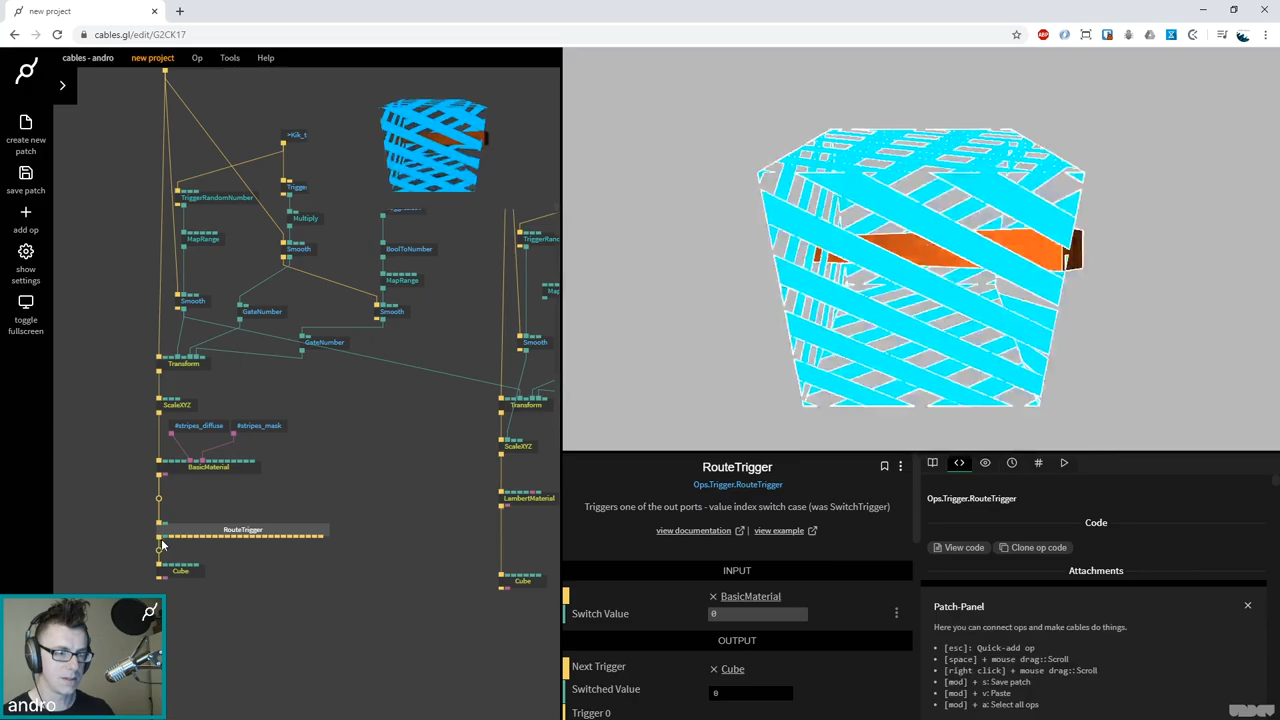 new project
cables.gl/edit/G2CK17
cables - andro
new project
Op
Tools
Help
create new
patch
save patch
add op
show
settings
toggle
fullscreen
>Kik_t
TriggerRandomNumber
Trigger
Multiply
MapRange
Smooth
BoolToNumber
MapRange
Smooth
GateNumber
Smooth
GateNumber
TriggerRand
Map
Smooth
Transform
ScaleXYZ
Transform
#stripes_diffuse
#stripes_mask
ScaleXYZ
BasicMaterial
LambertMaterial
RouteTrigger
Cube
Cube
andro
RouteTrigger
Ops.Trigger.RouteTrigger
Triggers one of the out ports - value index switch case (was SwitchTrigger)
view documentation
view example
INPUT
BasicMaterial
Switch Value
0
OUTPUT
Next Trigger
Cube
Switched Value
0
Trigger 0
Ops.Trigger.RouteTrigger
Code
View code
Clone op code
Attachments
Patch-Panel
Here you can connect ops and make cables do things.
[esc]: Quick-add op
[space] + mouse drag::Scroll
[right click] + mouse drag::Scroll
[mod] + s: Save patch
[mod] + v: Paste
[mod] + a: Select all ops